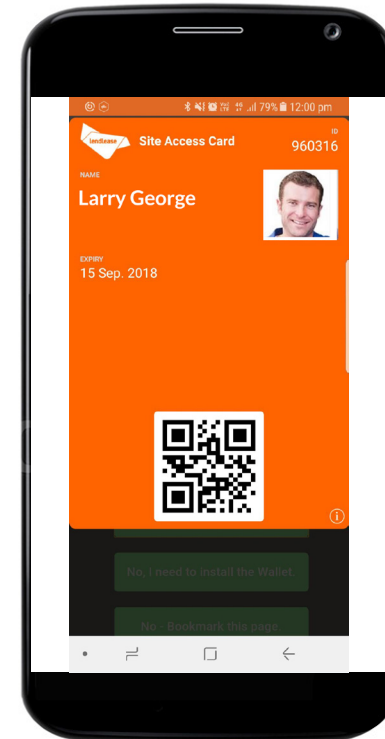 79% 12:00 pm
lendlease Site Access Card
ID
960316
NAME
Larry George
EXPIRY
15 Sep. 2018
No, I need to install the Wallet.
No - Bookmark this page.